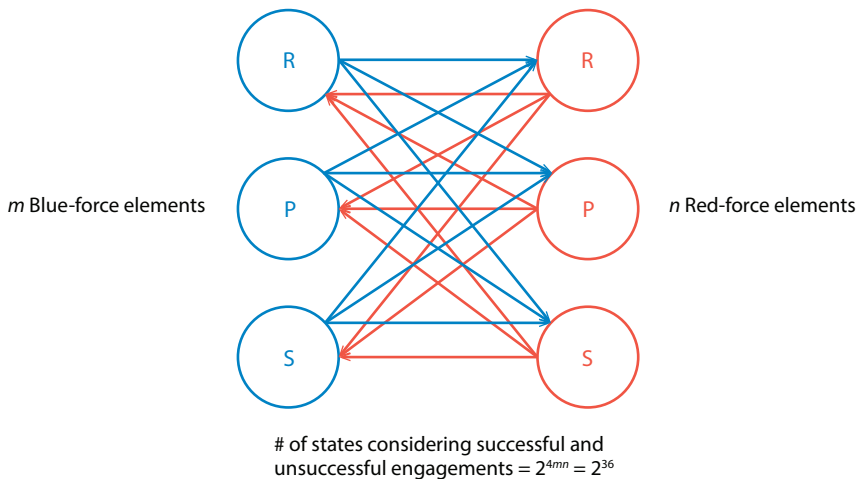 R
R
m Blue-force elements
P
P
n Red-force elements
S
S
# of states considering successful and
unsuccessful engagements = 2^{4mn} = 2^{36}